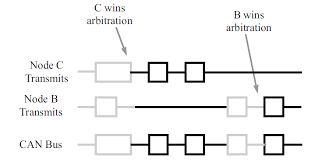 C wins
arbitration
B wins
arbitration
Node C
Transmits
Node B
Transmits
CAN Bus